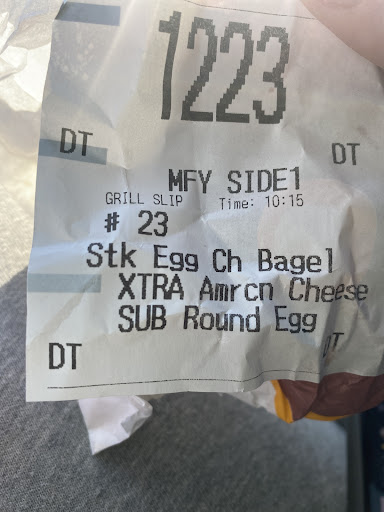 1223
DT
DT
MFY SIDE1
GRILL SLIP Time: 10:15
# 23
Stk Egg Ch Bagel
XTRA Amrcn Cheese
SUB Round Egg
DT
DT